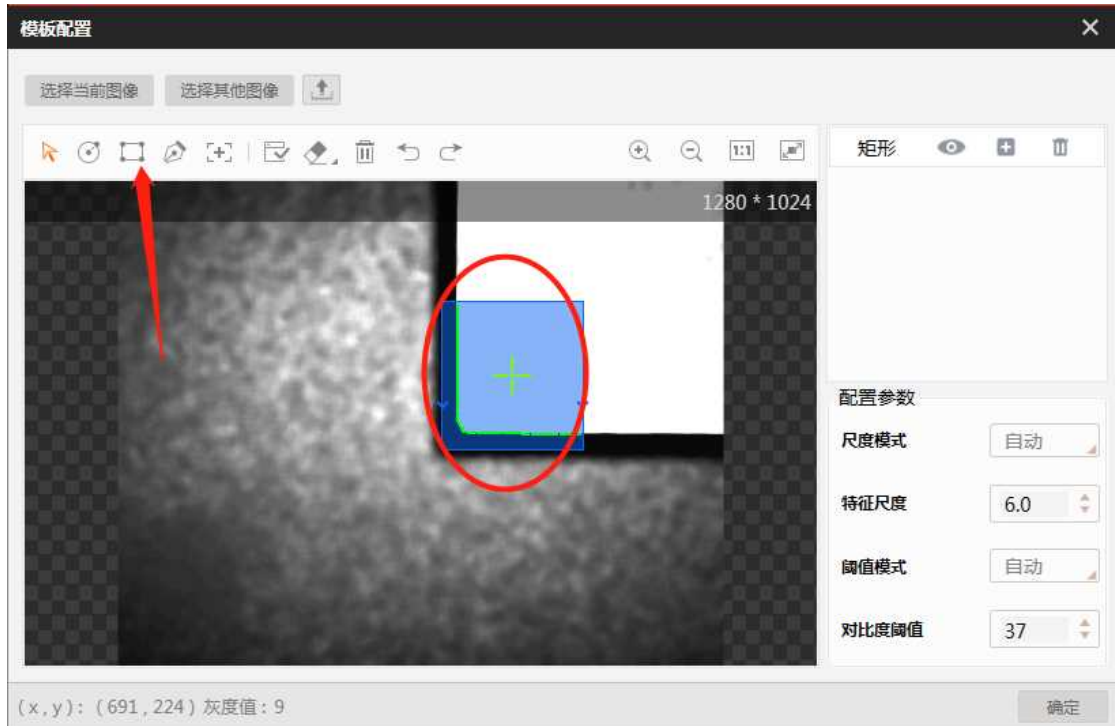 模板配置
选择当前图像 选择其他图像
1:1 矩形
1280 * 1024
配置参数
尺度模式 自动
特征尺度 6.0
阈值模式 自动
对比度阈值 37
(x,y): (691,224) 灰度值: 9 确定